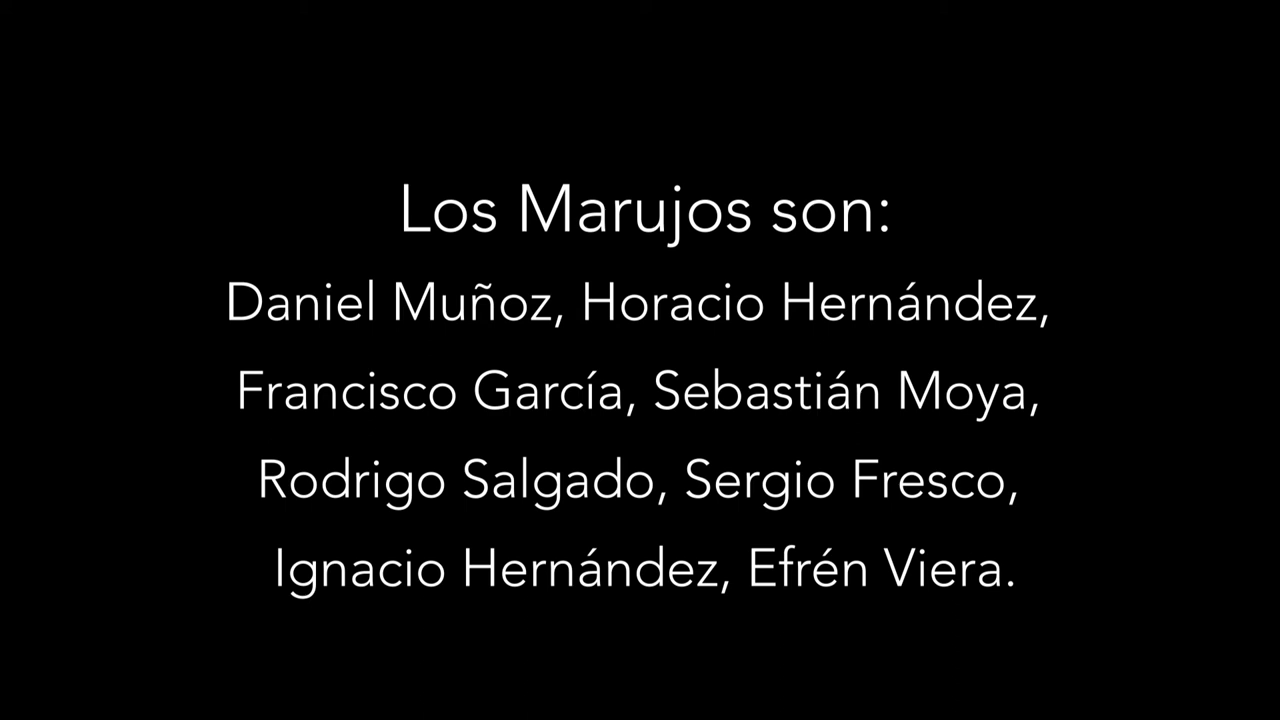 Los Marujos son:
Daniel Muñoz, Horacio Hernández,
Francisco García, Sebastián Moya,
Rodrigo Salgado, Sergio Fresco,
Ignacio Hernández, Efrén Viera.